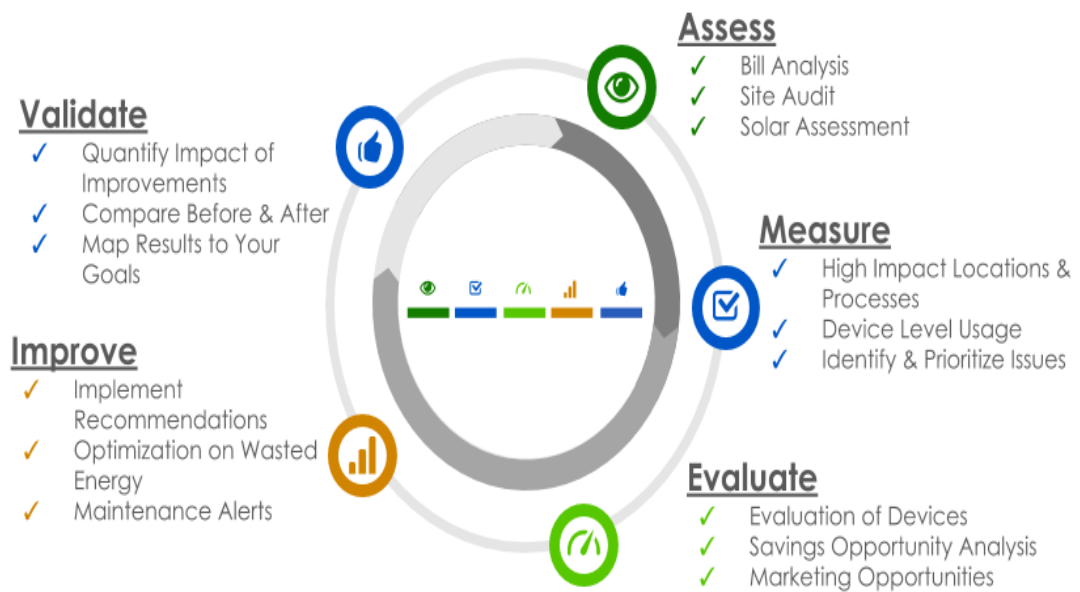 Assess
✓ Bill Analysis
✓ Site Audit
✓ Solar Assessment
Measure
✓ High Impact Locations &
Processes
✓ Device Level Usage
✓ Identify & Prioritize Issues
Evaluate
✓ Evaluation of Devices
✓ Savings Opportunity Analysis
✓ Marketing Opportunities
Improve
✓ Implement
Recommendations
✓ Optimization on Wasted
Energy
✓ Maintenance Alerts
Validate
✓ Quantify Impact of
Improvements
✓ Compare Before & After
✓ Map Results to Your
Goals